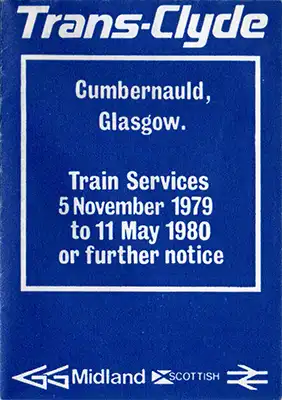 Trans-Clyde
Cumbernauld,
Glasgow.
Train Services
5 November 1979
to 11 May 1980
or further notice
GG Midland SCOTTISH